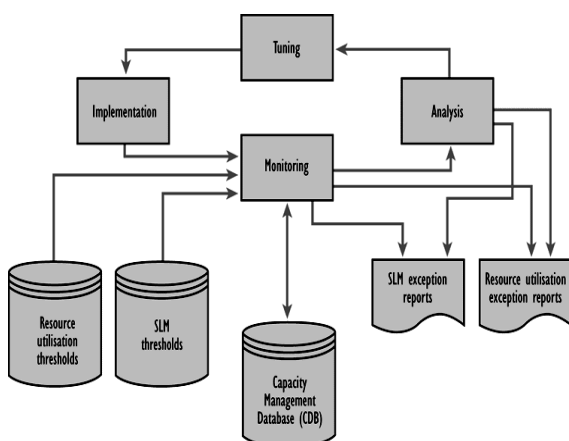 Tuning
Implementation
Analysis
Monitoring
Resource
utilisation
thresholds
SLM
thresholds
SLM exception
reports
Resource utilisation
exception reports
Capacity
Management
Database (CDB)